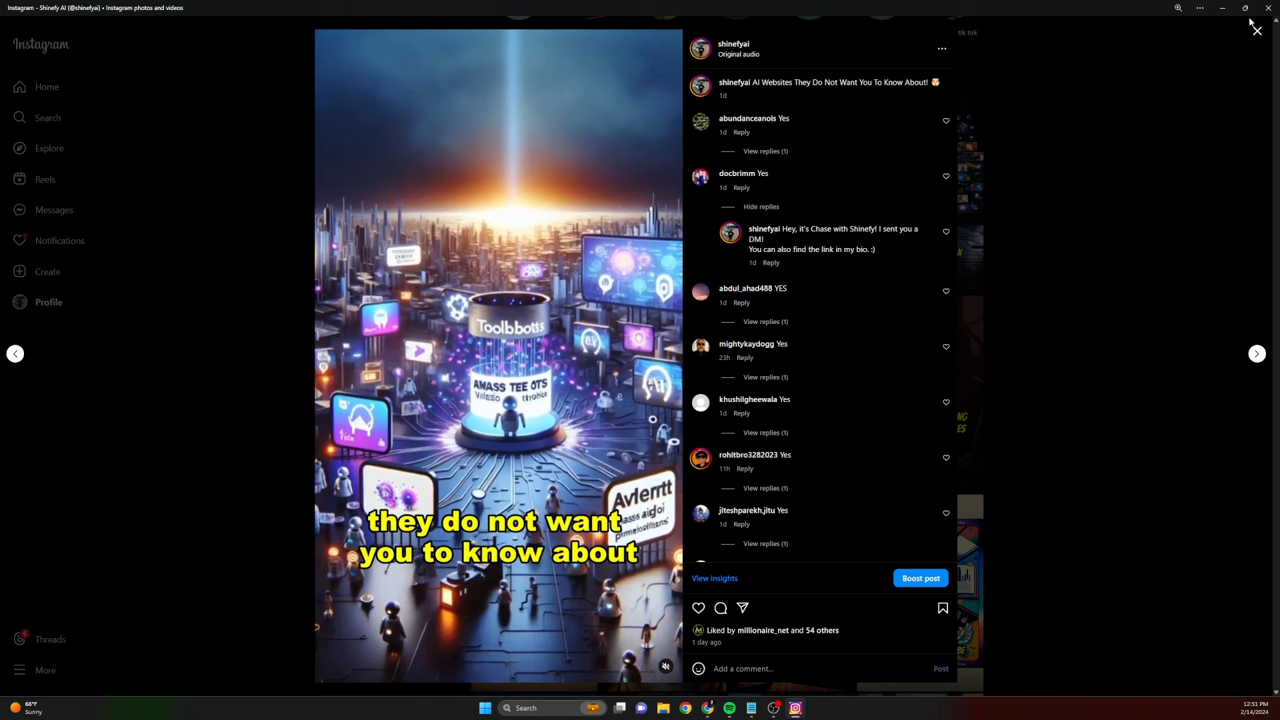 Instagram - Shinefy AI (@shinefyai) • Instagram photos and videos
Instagram
Home
Search
Explore
Reels
Messages
Notifications
Create
Profile
Threads
More
Toolbbots
AMASS TEE OTS
Avlerrtt
they do not want
you to know about
shinefyai
Original audio
tik tok
shinefyai AI Websites They Do Not Want You To Know About! 🤯
1d
abundanceanois Yes
1d Reply
View replies (1)
docbrimm Yes
1d Reply
Hide replies
shinefyai Hey, it's Chase with Shinefy! I sent you a
DM!
You can also find the link in my bio. :)
1d Reply
abdul_ahad488 YES
1d Reply
View replies (1)
mightykaydogg Yes
23h Reply
View replies (1)
khushilgheewala Yes
1d Reply
View replies (1)
rohitbro3282023 Yes
11h Reply
View replies (1)
jiteshparekh.jitu Yes
1d Reply
View replies (1)
View insights
Boost post
Liked by millionaire_net and 54 others
1 day ago
Add a comment...
Post
66°F
Sunny
Search
12:51 PM
2/14/2024